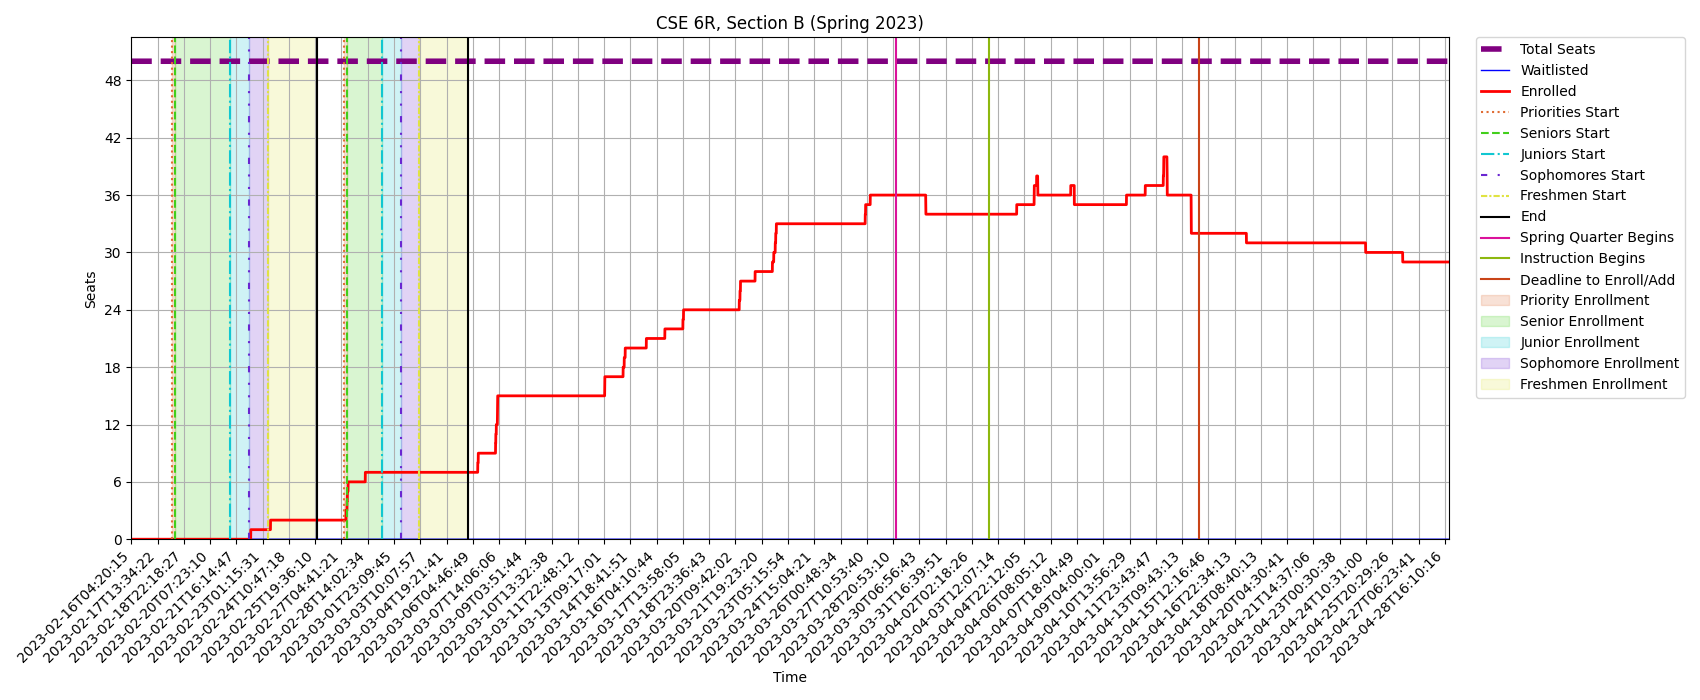 CSE 6R, Section B (Spring 2023)
Seats
48
42
36
30
24
18
12
6
0
2023-02-16T04:20:15
2023-02-17T13:34:22
2023-02-18T22:18:27
2023-02-20T07:23:10
2023-02-21T16:14:47
2023-02-23T01:15:31
2023-02-24T10:47:18
2023-02-25T19:36:10
2023-02-27T04:41:21
2023-02-28T14:02:34
2023-03-01T23:09:45
2023-03-03T10:07:57
2023-03-04T19:21:41
2023-03-06T04:46:49
2023-03-07T14:06:06
2023-03-09T03:51:44
2023-03-10T13:32:38
2023-03-11T22:48:12
2023-03-13T09:17:01
2023-03-14T18:41:51
2023-03-16T04:10:44
2023-03-17T13:58:05
2023-03-18T23:36:43
2023-03-20T09:42:02
2023-03-21T19:23:20
2023-03-23T05:15:54
2023-03-24T15:04:21
2023-03-26T00:48:34
2023-03-27T10:53:40
2023-03-28T20:53:10
2023-03-30T06:56:43
2023-03-31T16:39:51
2023-04-02T02:18:26
2023-04-03T12:07:14
2023-04-04T22:12:05
2023-04-06T08:05:12
2023-04-07T18:04:49
2023-04-09T04:00:01
2023-04-10T13:56:29
2023-04-11T23:43:47
2023-04-13T09:43:13
2023-04-15T12:16:46
2023-04-16T22:34:13
2023-04-18T08:40:13
2023-04-20T04:30:41
2023-04-21T14:37:06
2023-04-23T00:30:38
2023-04-24T10:31:00
2023-04-25T20:29:26
2023-04-27T06:23:41
2023-04-28T16:10:16
Time
Total Seats
Waitlisted
Enrolled
Priorities Start
Seniors Start
Juniors Start
Sophomores Start
Freshmen Start
End
Spring Quarter Begins
Instruction Begins
Deadline to Enroll/Add
Priority Enrollment
Senior Enrollment
Junior Enrollment
Sophomore Enrollment
Freshmen Enrollment